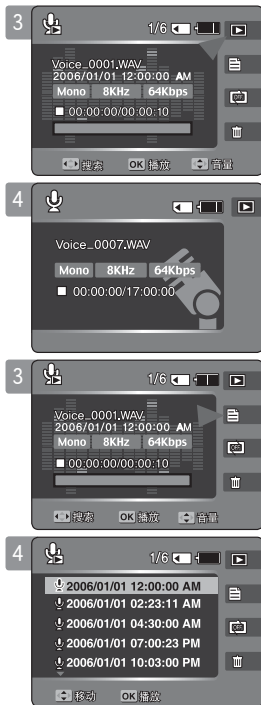 3
1/6
Voice_0001.WAV
2006/01/01 12:00:00 AM
Mono 8KHz 64Kbps
00:00:00/00:00:10
搜索 OK 播放 音量
4
Voice_0007.WAV
Mono 8KHz 64Kbps
00:00:00/17:00:00
3
1/6
Voice_0001.WAV
2006/01/01 12:00:00 AM
Mono 8KHz 64Kbps
00:00:00/00:00:10
搜索 OK 播放 音量
4
1/6
2006/01/01 12:00:00 AM
2006/01/01 02:23:11 AM
2006/01/01 04:30:00 AM
2006/01/01 07:00:23 PM
2006/01/01 10:03:00 PM
移动 OK 播放